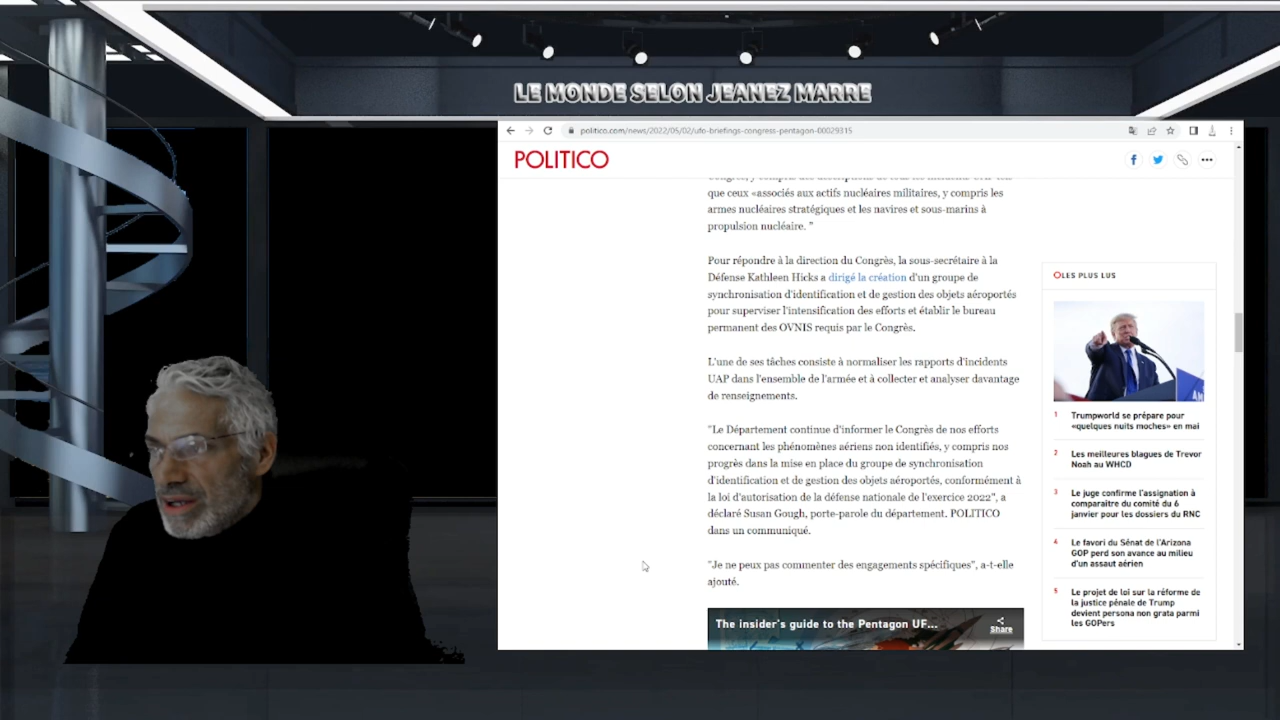 LE MONDE SELON JEANEZ MARRE
politico.com/news/2022/05/02/ufo-briefings-congress-pentagon-00029315
POLITICO
que ceux «associés aux actifs nucléaires militaires, y compris les
armes nucléaires stratégiques et les navires et sous-marins à
propulsion nucléaire. "
Pour répondre à la direction du Congrès, la sous-secrétaire à la
Défense Kathleen Hicks a dirigé la création d'un groupe de
synchronisation d'identification et de gestion des objets aéroportés
pour superviser l'intensification des efforts et établir le bureau
permanent des OVNIS requis par le Congrès.
L'une de ses tâches consiste à normaliser les rapports d'incidents
UAP dans l'ensemble de l'armée et à collecter et analyser davantage
de renseignements.
"Le Département continue d'informer le Congrès de nos efforts
concernant les phénomènes aériens non identifiés, y compris nos
progrès dans la mise en place du groupe de synchronisation
d'identification et de gestion des objets aéroportés, conformément à
la loi d'autorisation de la défense nationale de l'exercice 2022", a
déclaré Susan Gough, porte-parole du département. POLITICO
dans un communiqué.
"Je ne peux pas commenter des engagements spécifiques", a-t-elle
ajouté.
The insider's guide to the Pentagon UF...
Share
LES PLUS LUS
1 Trumpworld se prépare pour
«quelques nuits moches» en mai
2 Les meilleures blagues de Trevor
Noah au WHCD
3 Le juge confirme l'assignation à
comparaître du comité du 6
janvier pour les dossiers du RNC
4 Le favori du Sénat de l'Arizona
GOP perd son avance au milieu
d'un assaut aérien
5 Le projet de loi sur la réforme de
la justice pénale de Trump
devient persona non grata parmi
les GOPers